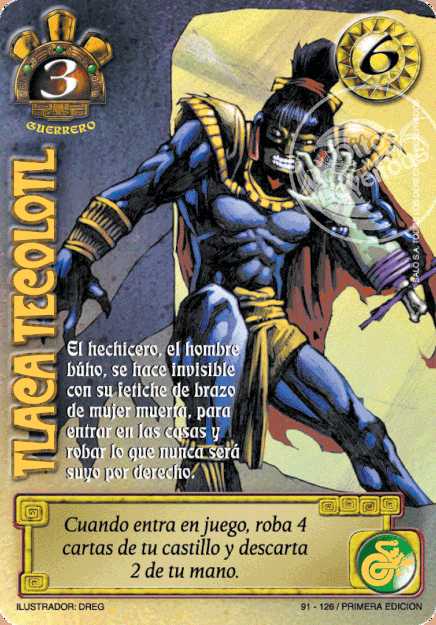 3
6
GUERRERO
TLACA TECOLOTL
El hechicero, el hombre
búho, se hace invisible
con su fetiche de brazo
de mujer muerta, para
entrar en las casas y
robar lo que nunca será
suyo por derecho.
Cuando entra en juego, roba 4
cartas de tu castillo y descarta
2 de tu mano.
ILUSTRADOR: DREG
91 - 126 / PRIMERA EDICION